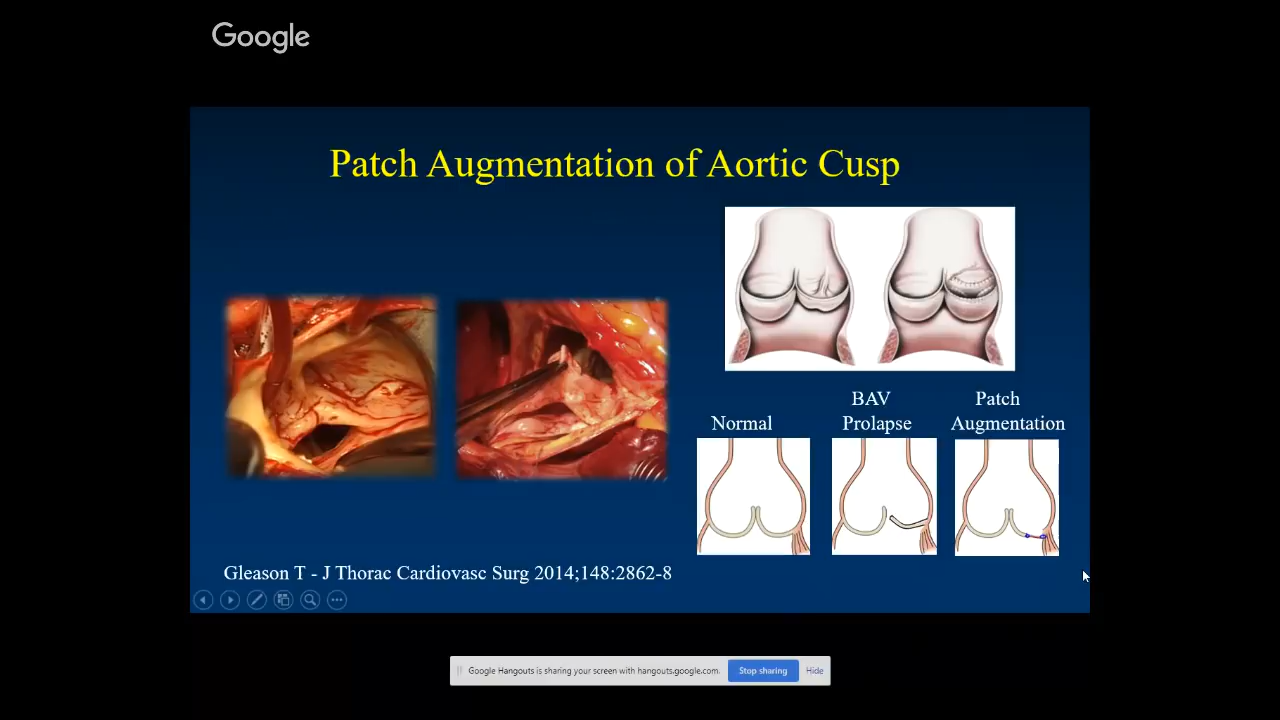 Google
Patch Augmentation of Aortic Cusp
Normal
BAV
Prolapse
Patch
Augmentation
Gleason T - J Thorac Cardiovasc Surg 2014;148:2862-8
Google Hangouts is sharing your screen with hangouts.google.com.
Stop sharing
Hide